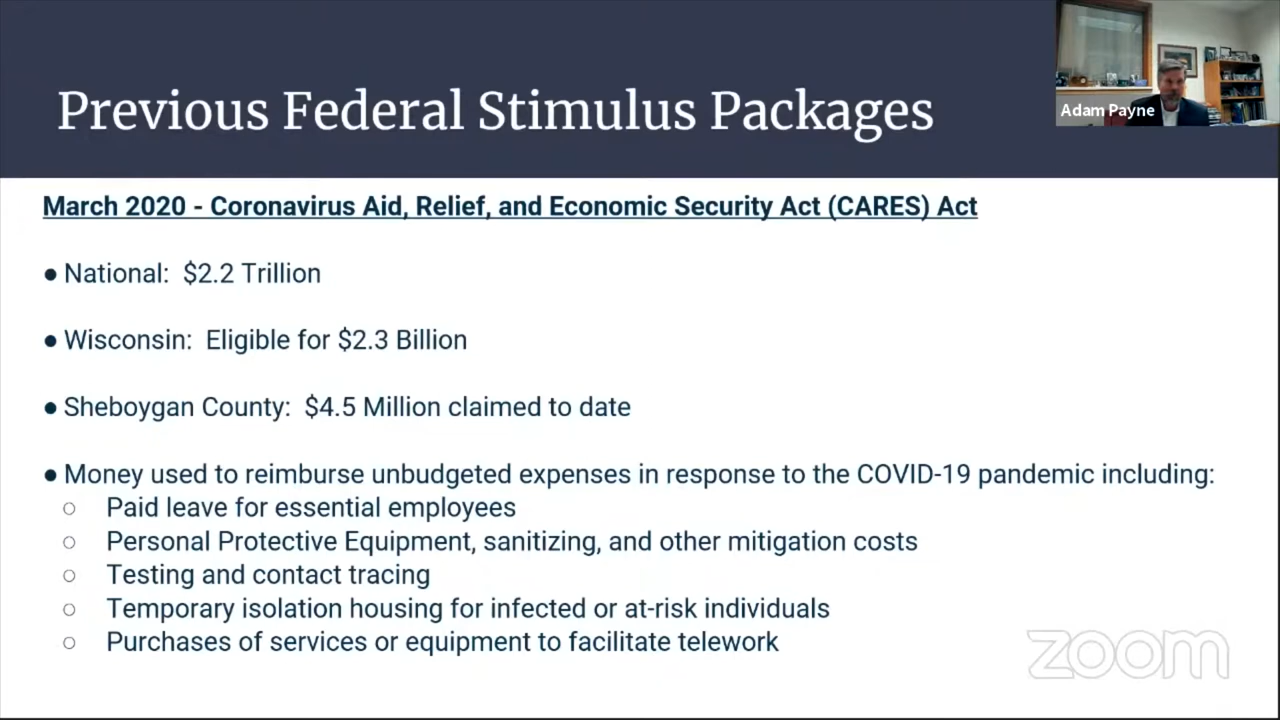 Previous Federal Stimulus Packages
Adam Payne
March 2020 - Coronavirus Aid, Relief, and Economic Security Act (CARES) Act
● National:  $2.2 Trillion
● Wisconsin:  Eligible for $2.3 Billion
● Sheboygan County:  $4.5 Million claimed to date
● Money used to reimburse unbudgeted expenses in response to the COVID-19 pandemic including:
○ Paid leave for essential employees
○ Personal Protective Equipment, sanitizing, and other mitigation costs
○ Testing and contact tracing
○ Temporary isolation housing for infected or at-risk individuals
○ Purchases of services or equipment to facilitate telework
zoom